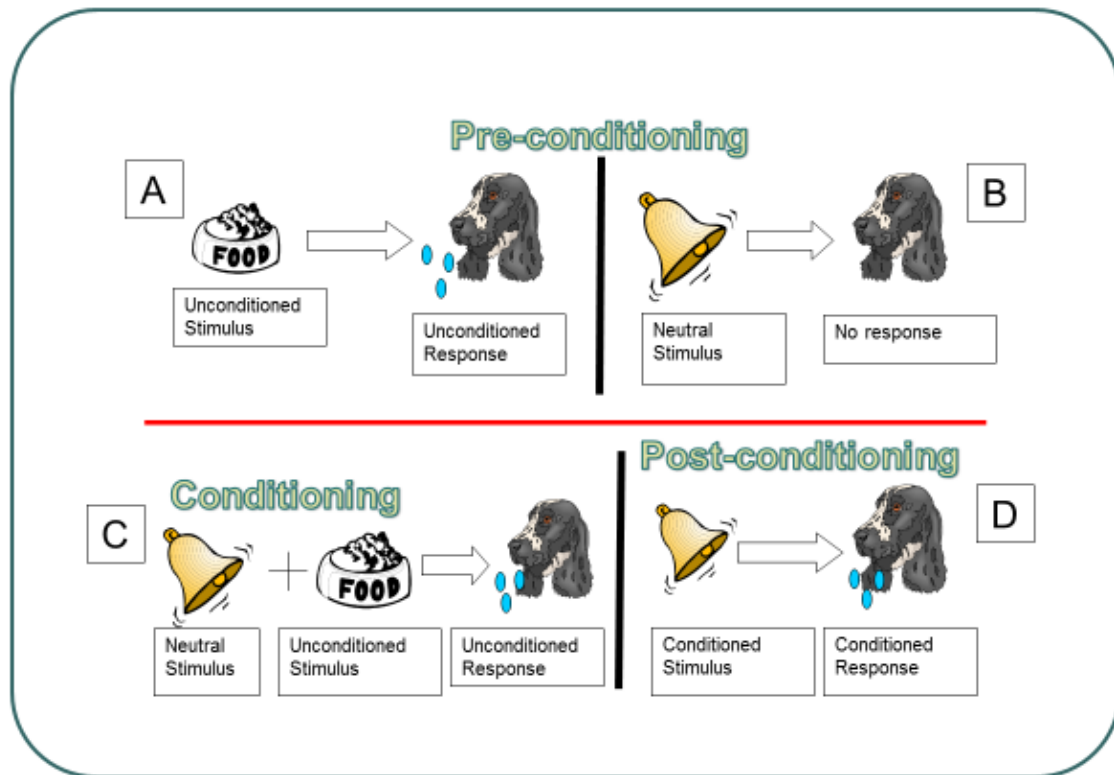 Pre-conditioning
A
FOOD
Unconditioned
Stimulus
Unconditioned
Response
B
Neutral
Stimulus
No response
Conditioning
C
FOOD
Neutral
Stimulus
Unconditioned
Stimulus
Unconditioned
Response
Post-conditioning
D
Conditioned
Stimulus
Conditioned
Response